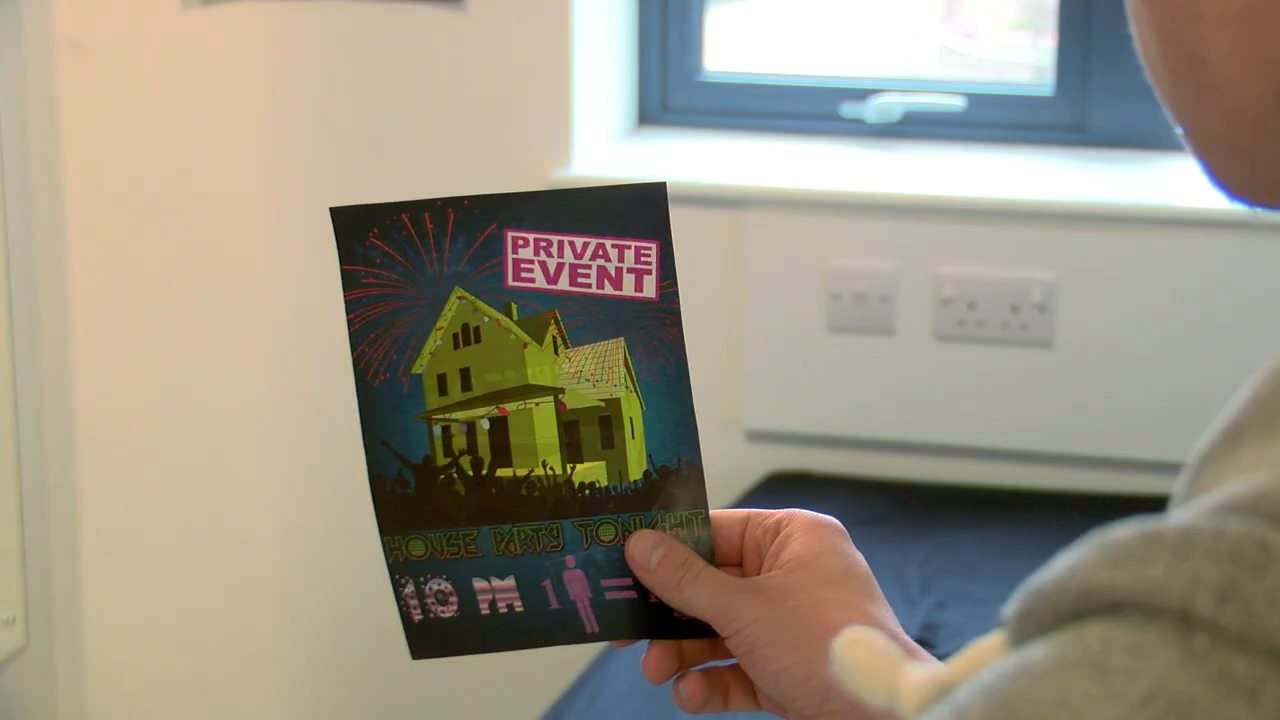 PRIVATE
EVENT
HOUSE PARTY TONIGHT
10 PM 1 =